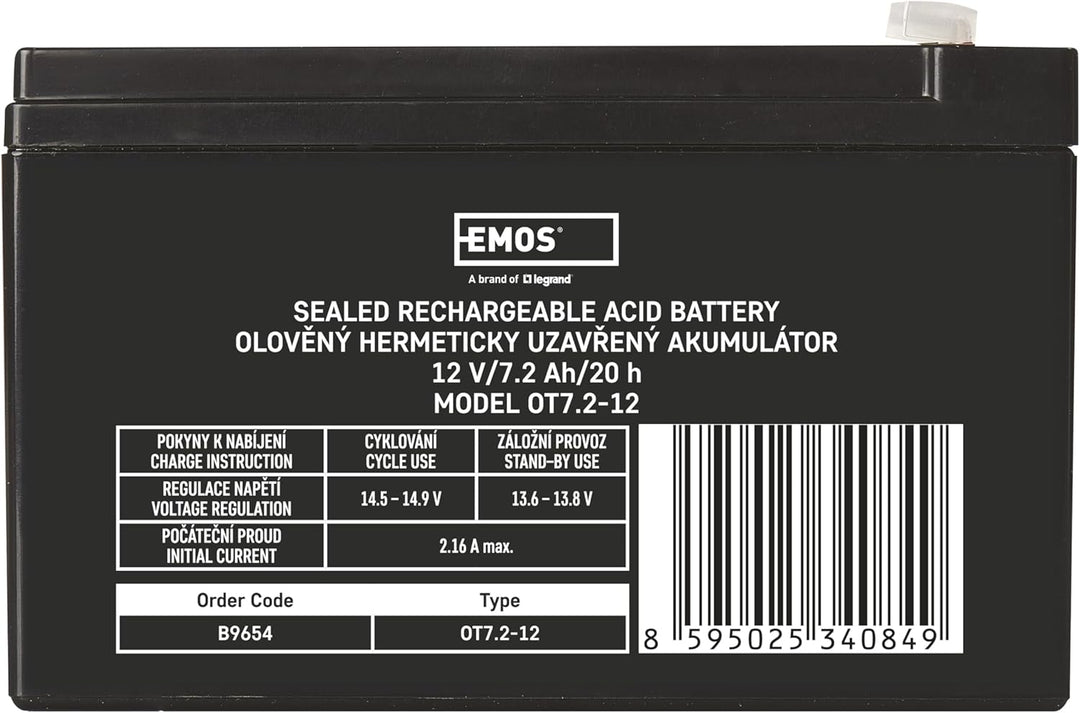 EMOS®
A brand of legrand
SEALED RECHARGEABLE ACID BATTERY
OLOVĚNÝ HERMETICKY UZAVŘENÝ AKUMULÁTOR
12 V/7.2 Ah/20 h
MODEL OT7.2-12
POKYNY K NABÍJENÍ
CHARGE INSTRUCTION
CYKLOVÁNÍ
CYCLE USE
ZÁLOŽNÍ PROVOZ
STAND-BY USE
REGULACE NAPĚTÍ
VOLTAGE REGULATION
14.5 – 14.9 V
13.6 – 13.8 V
POČÁTEČNÍ PROUD
INITIAL CURRENT
2.16 A max.
Order Code
Type
B9654
OT7.2-12
8 595025 340849